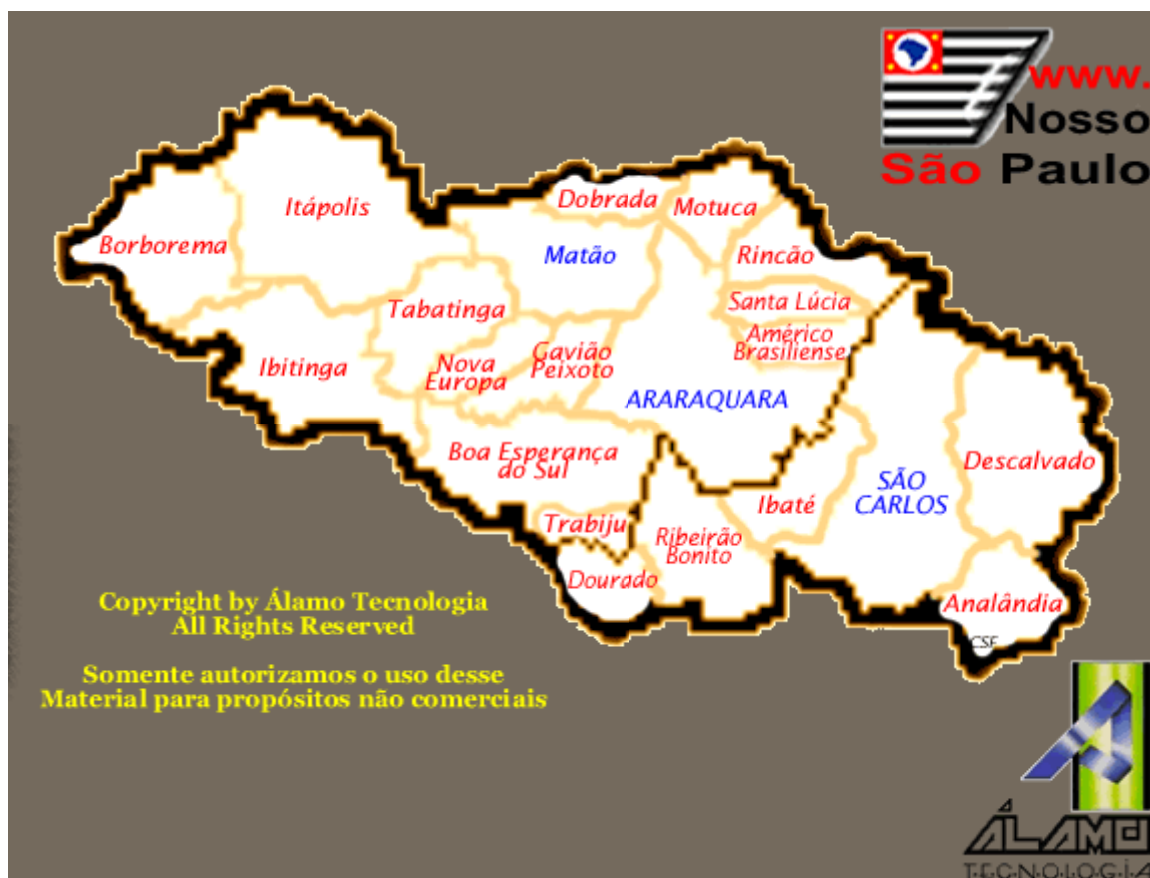 www.
Nosso
São Paulo
Dobrada
Motuca
Itápolis
Borborema
Matão
Rincão
Tabatinga
Santa Lúcia
Américo
Brasiliense
Ibitinga
Nova
Europa
Gavião
Peixoto
ARARAQUARA
Boa Esperança
do Sul
Descalvado
SÃO
CARLOS
Ibaté
Trabiju
Ribeirão
Bonito
Dourado
Analândia
CSF
Copyright by Álamo Tecnologia
All Rights Reserved
Somente autorizamos o uso desse
Material para propósitos não comerciais
ÁLAMO
TECNOLOGÍA